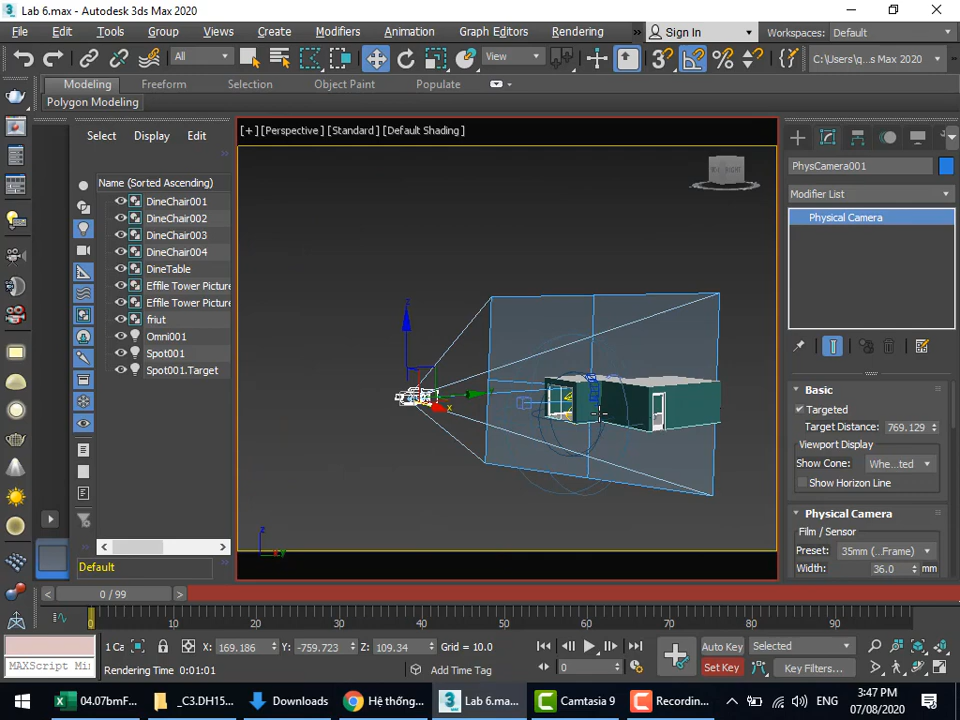 Lab 6.max - Autodesk 3ds Max 2020
File Edit Tools Group Views Create Modifiers Animation Graph Editors Rendering » Sign In Workspaces: Default
All View C:\Users\q...s Max 2020
Modeling Freeform Selection Object Paint Populate
Polygon Modeling
Select Display Edit
[+] [Perspective] [Standard] [Default Shading]
Name (Sorted Ascending)
DineChair001
DineChair002
DineChair003
DineChair004
DineTable
Effile Tower Picture
Effile Tower Picture
friut
Omni001
Spot001
Spot001.Target
Default
z
x
z
y
PhysCamera001
Modifier List
Physical Camera
Basic
Targeted
Target Distance: 769.129
Viewport Display
Show Cone: Whe...ted
Show Horizon Line
Physical Camera
Film / Sensor
Preset: 35mm (...Frame)
Width: 36.0 mm
0 / 99
0 10 20 30 40 50 60 70 80 90
1 Ca X: 169.186 Y: -759.723 Z: 109.34 Grid = 10.0 Auto Key Selected
MAXScript Mi Rendering Time 0:01:01 Add Time Tag 0 Set Key Key Filters...
04.07bmF... _C3.DH15... Downloads Hệ thống... Lab 6.ma... Camtasia 9 Recordin... ENG 3:47 PM
07/08/2020